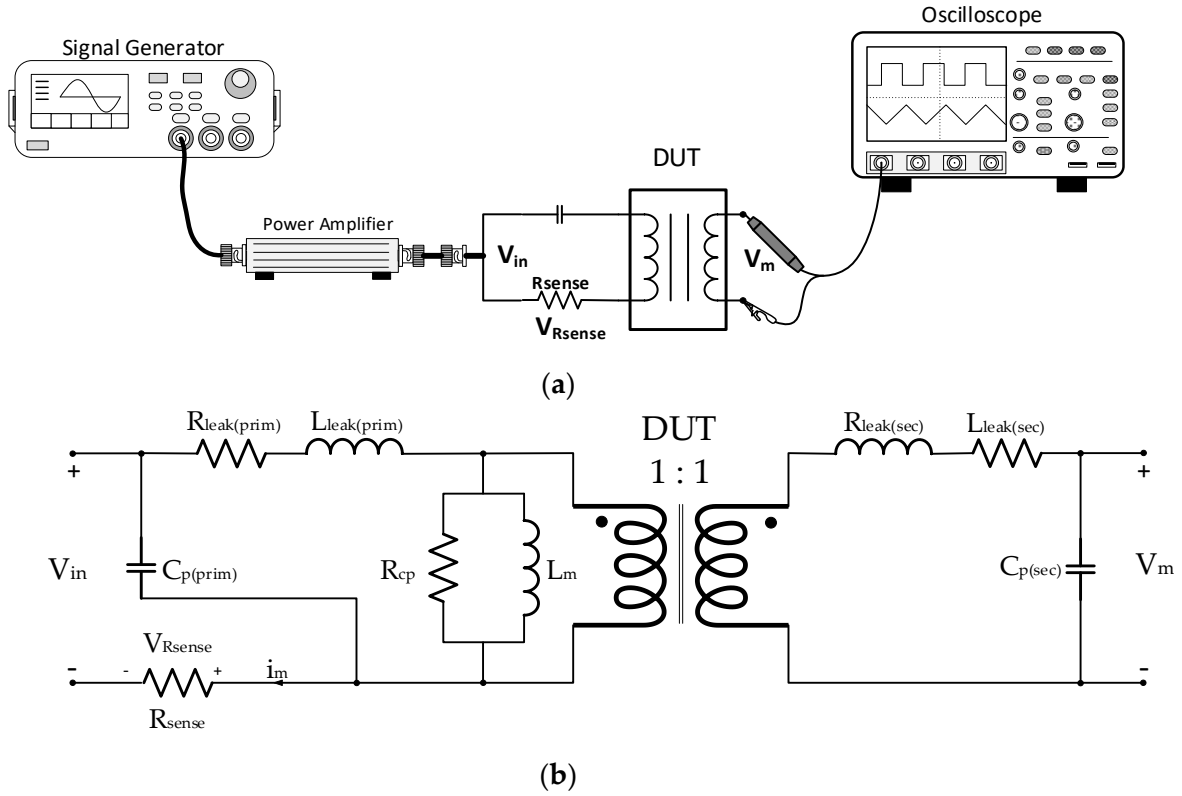 Oscilloscope
Signal Generator
DUT
Power Amplifier
Vin
Rsense
VRsense
Vm
(a)
Rleak(prim) Lleak(prim)
DUT
1 : 1
Rleak(sec) Lleak(sec)
+ +
Vin Cp(prim) Rcp Lm Cp(sec) Vm
VRsense
- - + im -
Rsense
(b)